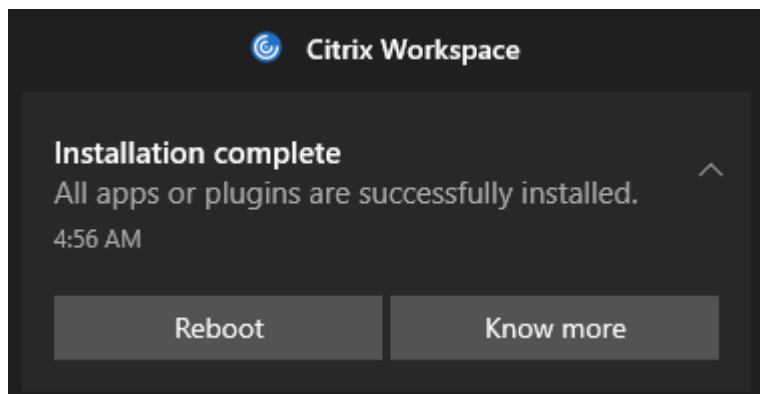 Citrix Workspace
Installation complete
All apps or plugins are successfully installed.
4:56 AM
Reboot
Know more